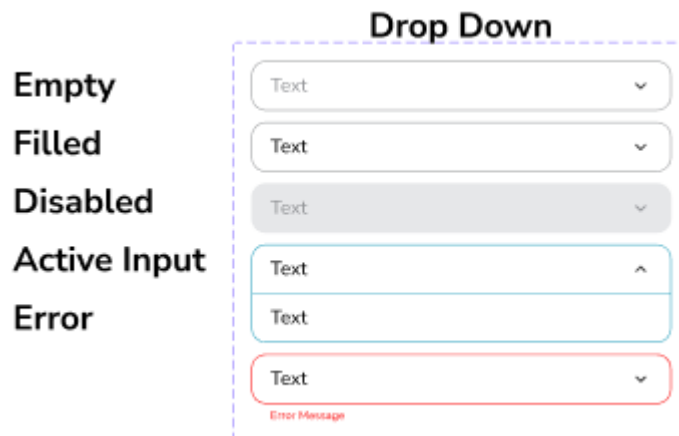 Drop Down
Empty
Text
Filled
Text
Disabled
Text
Active Input
Text
Text
Error
Text
Error Message